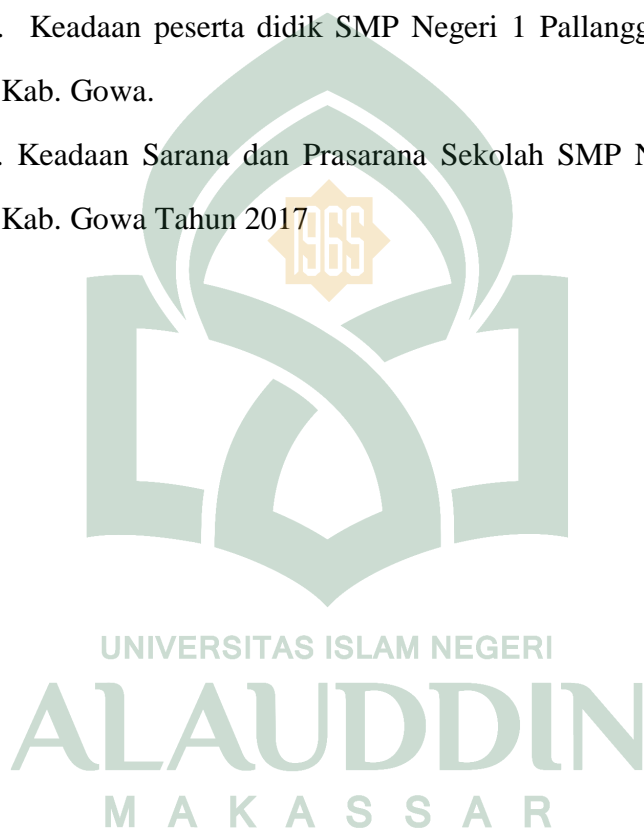 . Keadaan peserta didik SMP Negeri 1 Pallangg
Kab. Gowa.
. Keadaan Sarana dan Prasarana Sekolah SMP N
Kab. Gowa Tahun 2017
1965
UNIVERSITAS ISLAM NEGERI
ALAUDDIN
MAKASSAR